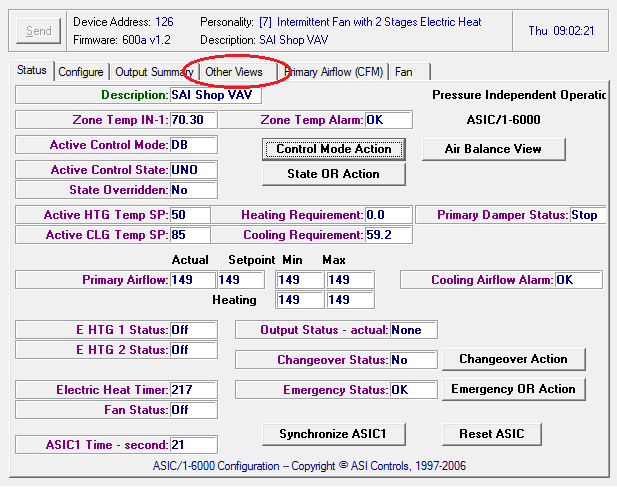 Send Device Address: 126 Personality: [7] Intermittent Fan with 2 Stages Electric Heat Thu 09:02:21
Firmware: 600a v1.2 Description: SAI Shop VAV
Status Configure Output Summary Other Views Primary Airflow (CFM) Fan
Description: SAI Shop VAV Pressure Independent Operatio
Zone Temp IN-1: 70.30 Zone Temp Alarm: OK ASIC/1-6000
Active Control Mode: DB Control Mode Action Air Balance View
Active Control State: UNO State OR Action
State Overridden: No
Active HTG Temp SP: 50 Heating Requirement: 0.0 Primary Damper Status: Stop
Active CLG Temp SP: 85 Cooling Requirement: 59.2
Actual Setpoint Min Max
Primary Airflow: 149 149 149 149 Cooling Airflow Alarm: OK
Heating 149 149
E HTG 1 Status: Off Output Status - actual: None
E HTG 2 Status: Off
Changeover Status: No Changeover Action
Electric Heat Timer: 217 Emergency Status: OK Emergency OR Action
Fan Status: Off
ASIC1 Time - second: 21 Synchronize ASIC1 Reset ASIC
ASIC/1-6000 Configuration -- Copyright © ASI Controls, 1997-2006